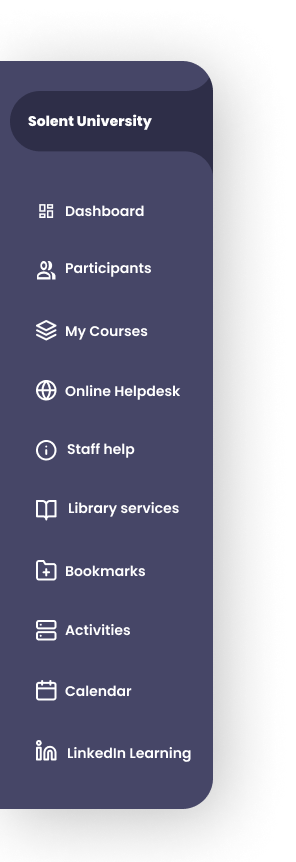 Solent University
Dashboard
Participants
My Courses
Online Helpdesk
Staff help
Library services
Bookmarks
Activities
Calendar
LinkedIn Learning